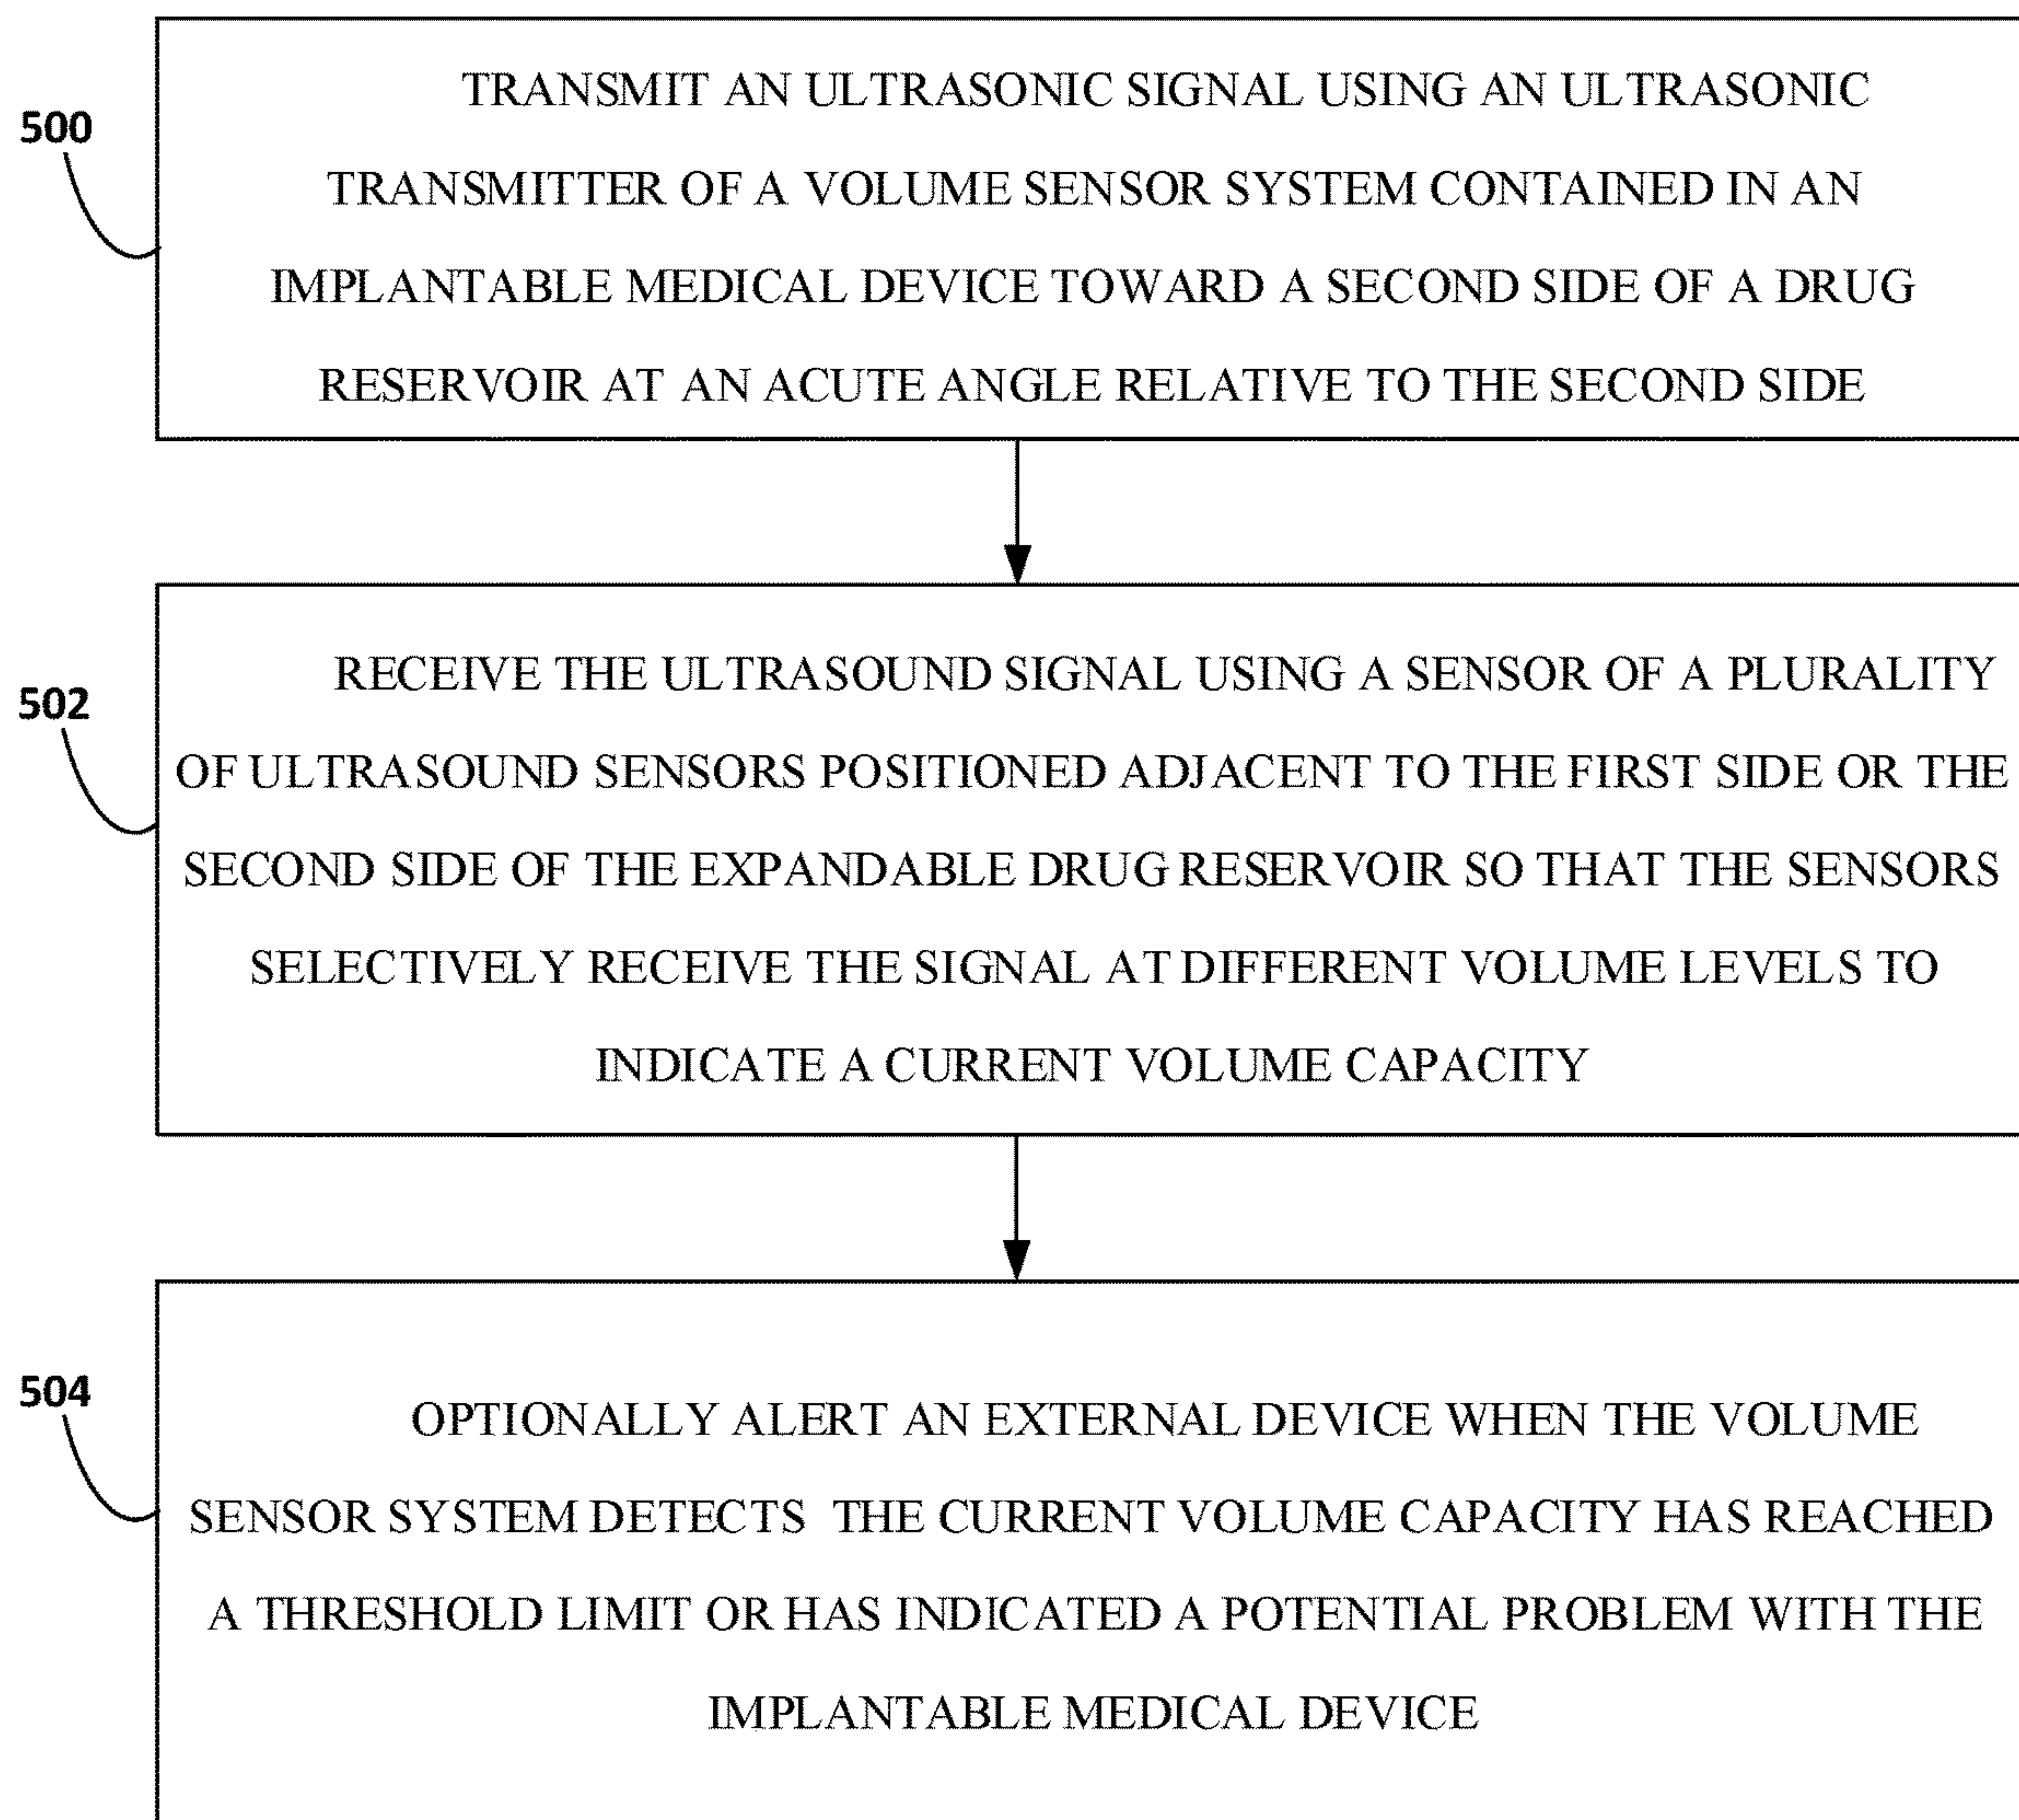 500
TRANSMIT AN ULTRASONIC SIGNAL USING AN ULTRASONIC
TRANSMITTER OF A VOLUME SENSOR SYSTEM CONTAINED IN AN
IMPLANTABLE MEDICAL DEVICE TOWARD A SECOND SIDE OF A DRUG
RESERVOIR AT AN ACUTE ANGLE RELATIVE TO THE SECOND SIDE
502
RECEIVE THE ULTRASOUND SIGNAL USING A SENSOR OF A PLURALITY
OF ULTRASOUND SENSORS POSITIONED ADJACENT TO THE FIRST SIDE OR THE
SECOND SIDE OF THE EXPANDABLE DRUG RESERVOIR SO THAT THE SENSORS
SELECTIVELY RECEIVE THE SIGNAL AT DIFFERENT VOLUME LEVELS TO
INDICATE A CURRENT VOLUME CAPACITY
504
OPTIONALLY ALERT AN EXTERNAL DEVICE WHEN THE VOLUME
SENSOR SYSTEM DETECTS THE CURRENT VOLUME CAPACITY HAS REACHED
A THRESHOLD LIMIT OR HAS INDICATED A POTENTIAL PROBLEM WITH THE
IMPLANTABLE MEDICAL DEVICE